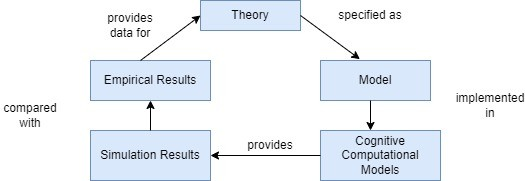 Theory
specified as
Model
implemented
in
Cognitive
Computational
Models
provides
Simulation Results
compared
with
Empirical Results
provides
data for